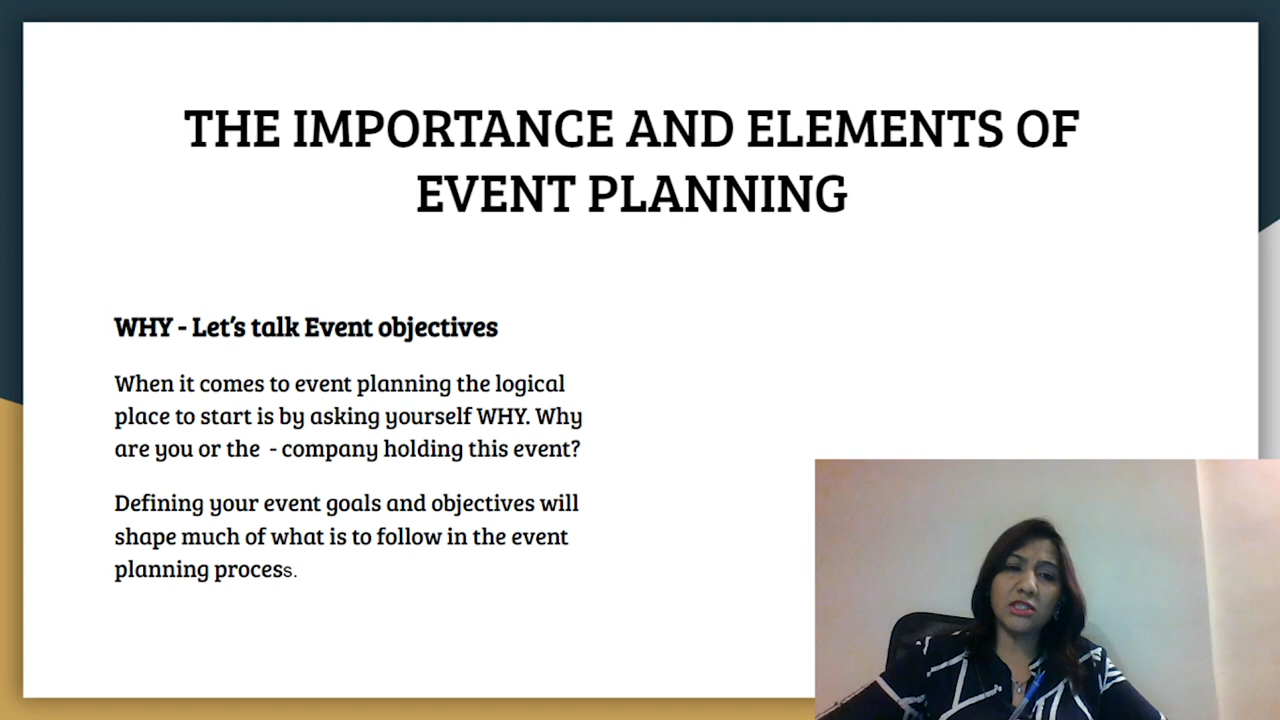 THE IMPORTANCE AND ELEMENTS OF
EVENT PLANNING
WHY - Let's talk Event objectives
When it comes to event planning the logical
place to start is by asking yourself WHY. Why
are you or the  - company holding this event?
Defining your event goals and objectives will
shape much of what is to follow in the event
planning process.